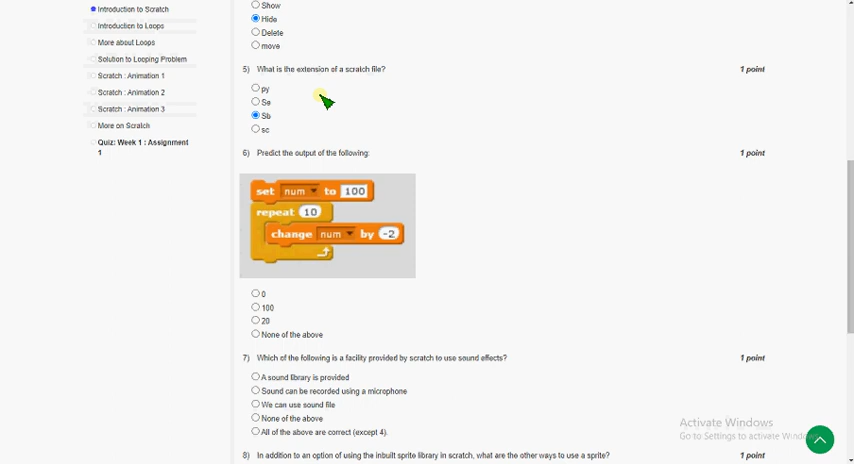 Introduction to Scratch
Introduction to Loops
More about Loops
Solution to Looping Problem
Scratch : Animation 1
Scratch : Animation 2
Scratch : Animation 3
More on Scratch
Quiz: Week 1 : Assignment
1
Show
Hide
Delete
move
5) What is the extension of a scratch file? 1 point
py
Se
Sb
sc
6) Predict the output of the following: 1 point
set num to 100
repeat 10
change num by -2
0
100
20
None of the above
7) Which of the following is a facility provided by scratch to use sound effects? 1 point
A sound library is provided
Sound can be recorded using a microphone
We can use sound file
None of the above
All of the above are correct (except 4).
8) In addition to an option of using the inbuilt sprite library in scratch, what are the other ways to use a sprite? 1 point
Activate Windows
Go to Settings to activate Windows